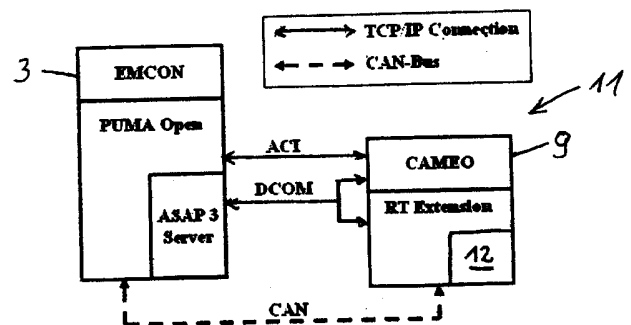 TCP/IP Connection
CAN-Bus
3
EMCON
PUMA Open
ASAP 3
Server
ACI
DCOM
11
9
CAMEO
RT Extension
12
CAN